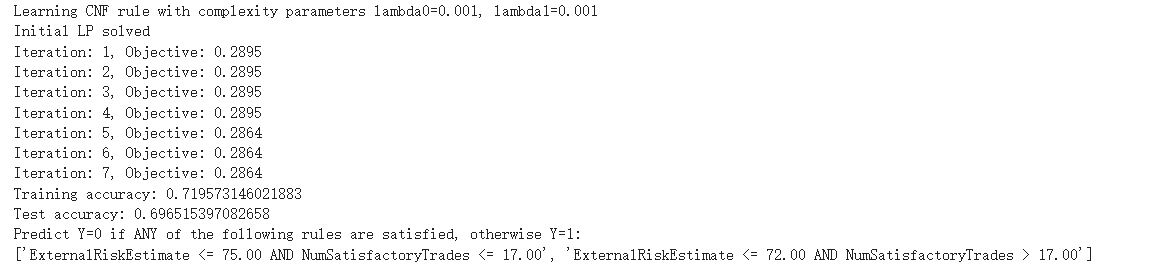 Learning CNF rule with complexity parameters lambda0=0.001, lambda1=0.001
Initial LP solved
Iteration: 1, Objective: 0.2895
Iteration: 2, Objective: 0.2895
Iteration: 3, Objective: 0.2895
Iteration: 4, Objective: 0.2895
Iteration: 5, Objective: 0.2864
Iteration: 6, Objective: 0.2864
Iteration: 7, Objective: 0.2864
Training accuracy: 0.719573146021883
Test accuracy: 0.696515397082658
Predict Y=0 if ANY of the following rules are satisfied, otherwise Y=1:
['ExternalRiskEstimate <= 75.00 AND NumSatisfactoryTrades <= 17.00', 'ExternalRiskEstimate <= 72.00 AND NumSatisfactoryTrades > 17.00']